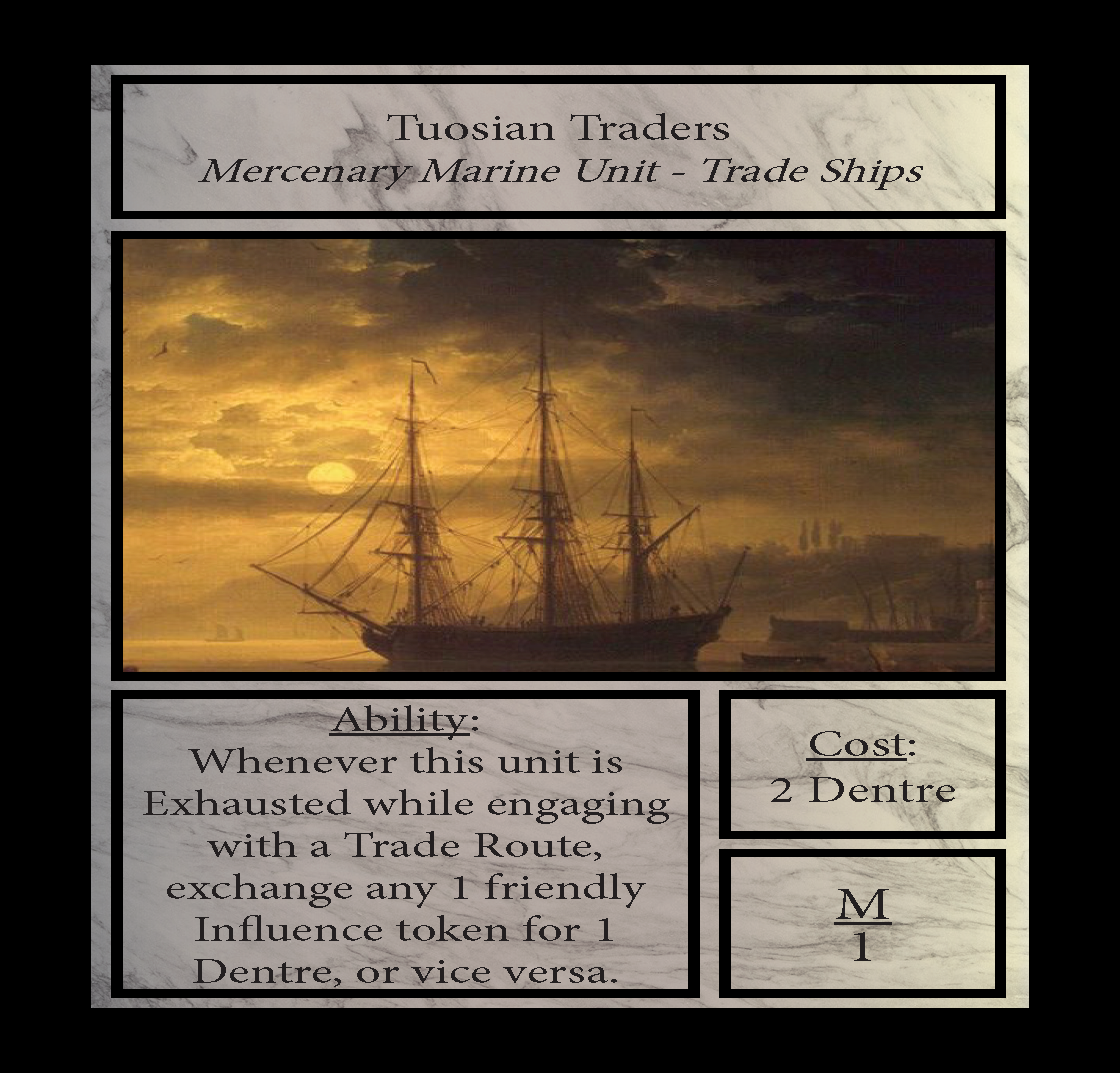 Tuosian Traders
Mercenary Marine Unit - Trade Ships
Ability:
Whenever this unit is
Exhausted while engaging
with a Trade Route,
exchange any 1 friendly
Influence token for 1
Dentre, or vice versa.
Cost:
2 Dentre
M
1